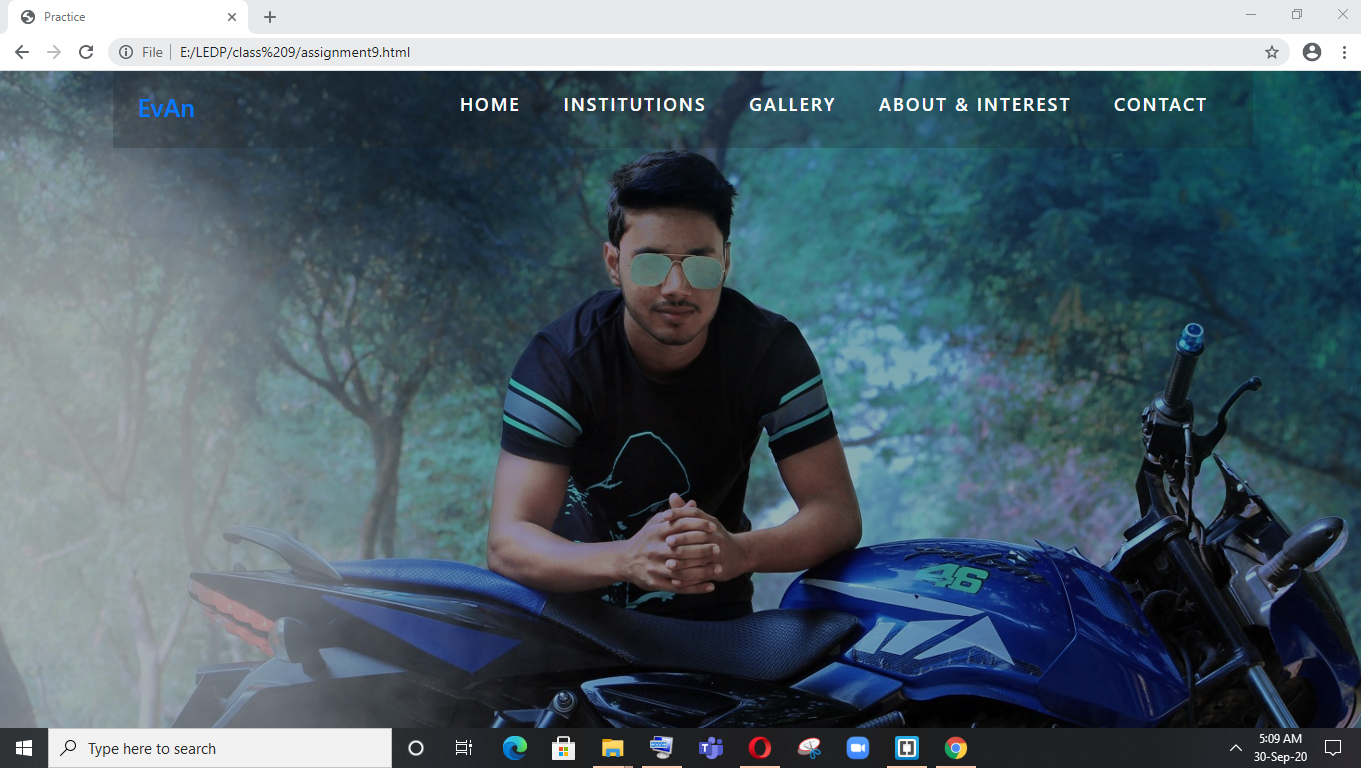 Practice
File
E:/LEDP/class%209/assignment9.html
EvAn
HOME
INSTITUTIONS
GALLERY
ABOUT & INTEREST
CONTACT
46
Type here to search
5:09 AM
30-Sep-20